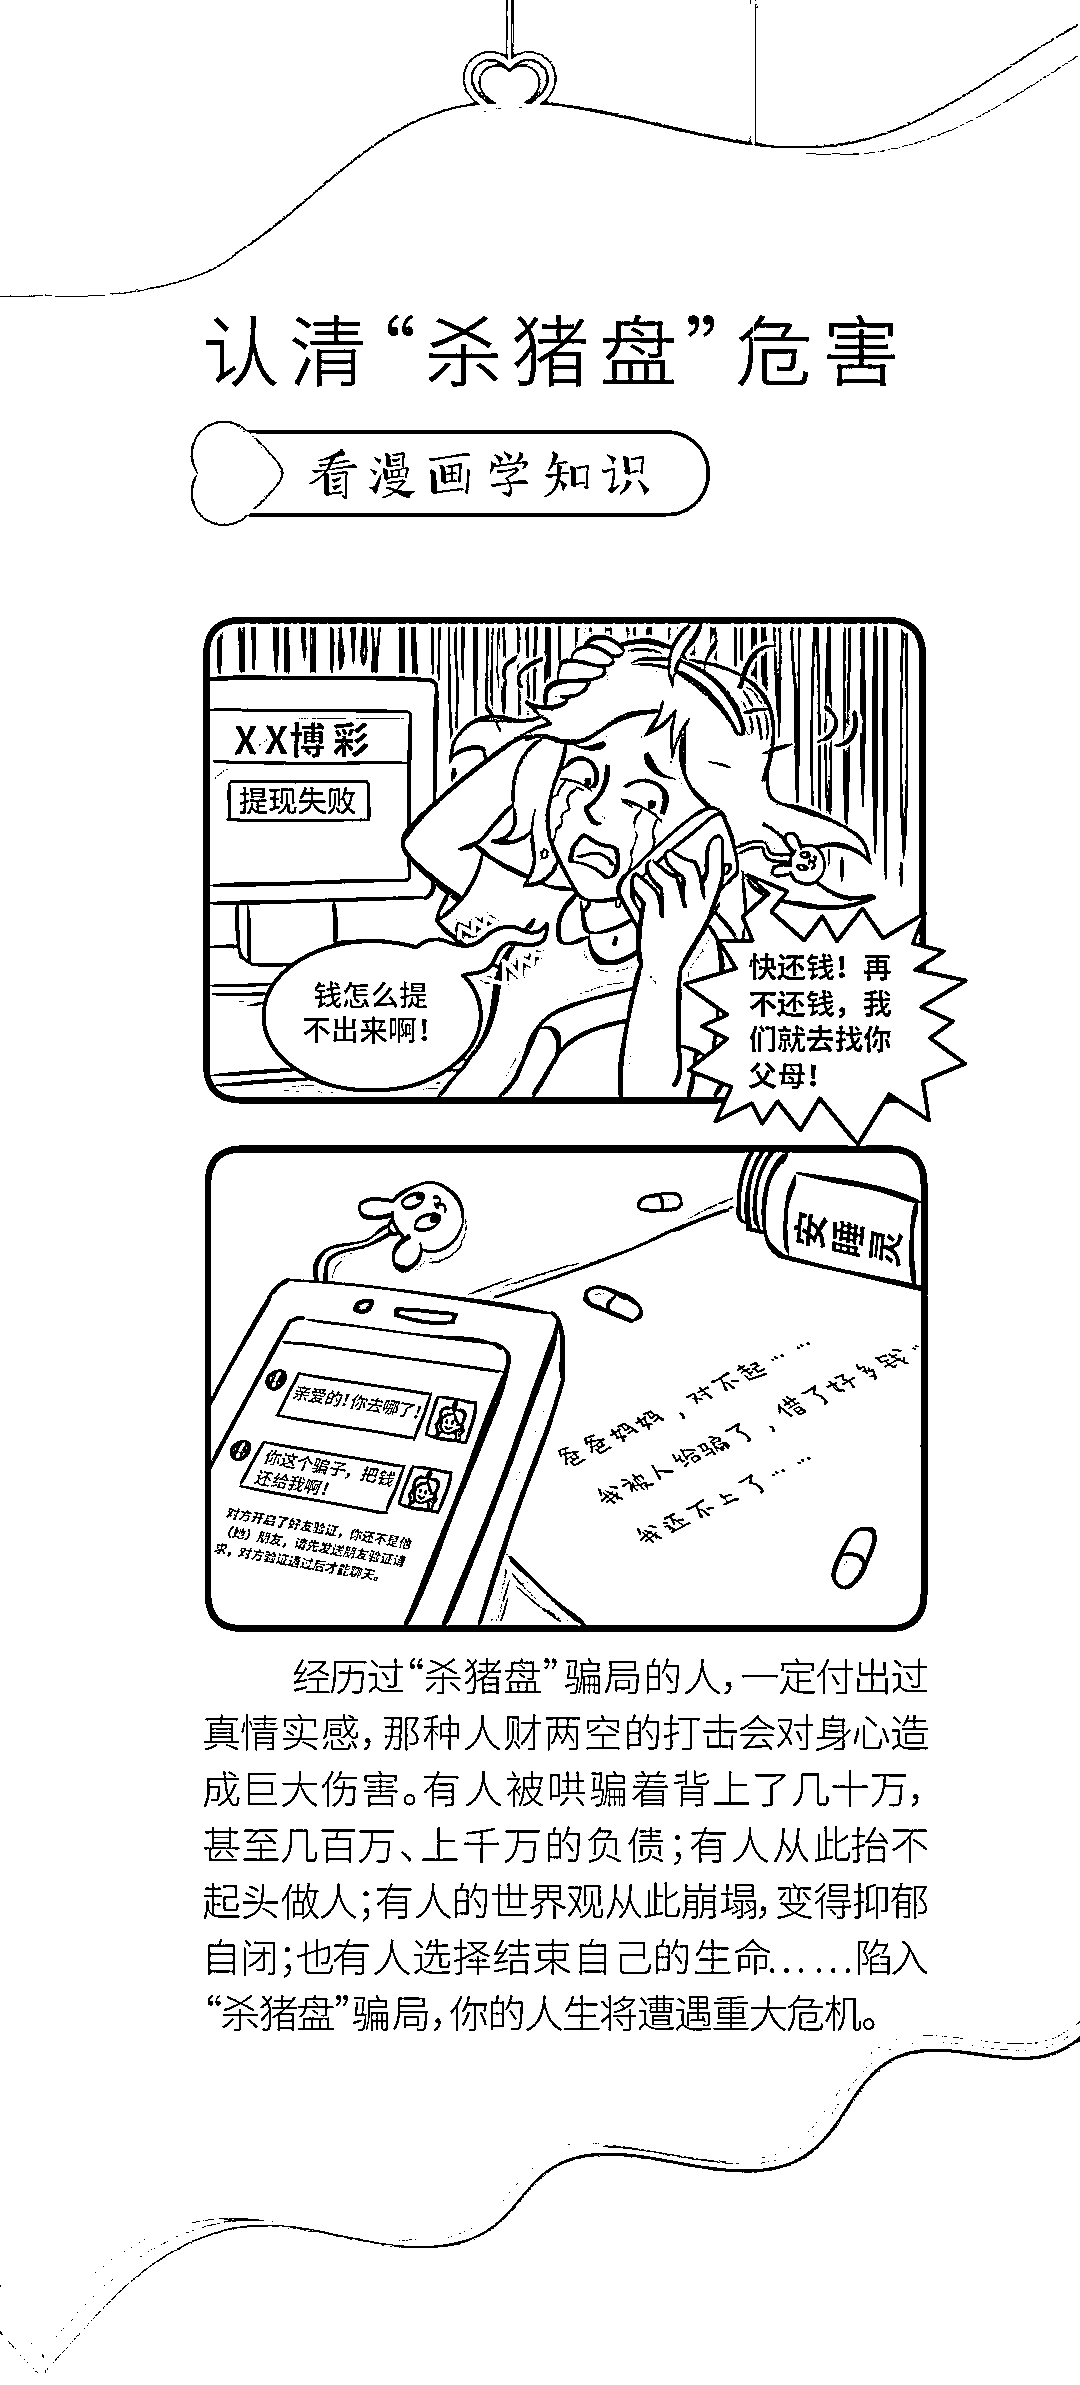 认清“杀猪盘”危害
看漫画学知识
XX博彩
提现失败
钱怎么提
不出来啊！
快还钱！再
不还钱，我
们就去找你
父母！
安睡灵
亲爱的！你去哪了！
你这个骗子，把钱
还给我啊！
对方开启了好友验证，你还不是他
（她）朋友，请先发送朋友验证请
求，对方验证通过后才能聊天。
爸爸妈妈，对不起……
我被人给骗了，借了好多钱…
我还不上了……
经历过“杀猪盘”骗局的人，一定付出过
真情实感，那种人财两空的打击会对身心造
成巨大伤害。有人被哄骗着背上了几十万，
甚至几百万、上千万的负债；有人从此抬不
起头做人；有人的世界观从此崩塌，变得抑郁
自闭；也有人选择结束自己的生命……陷入
“杀猪盘”骗局，你的人生将遭遇重大危机。